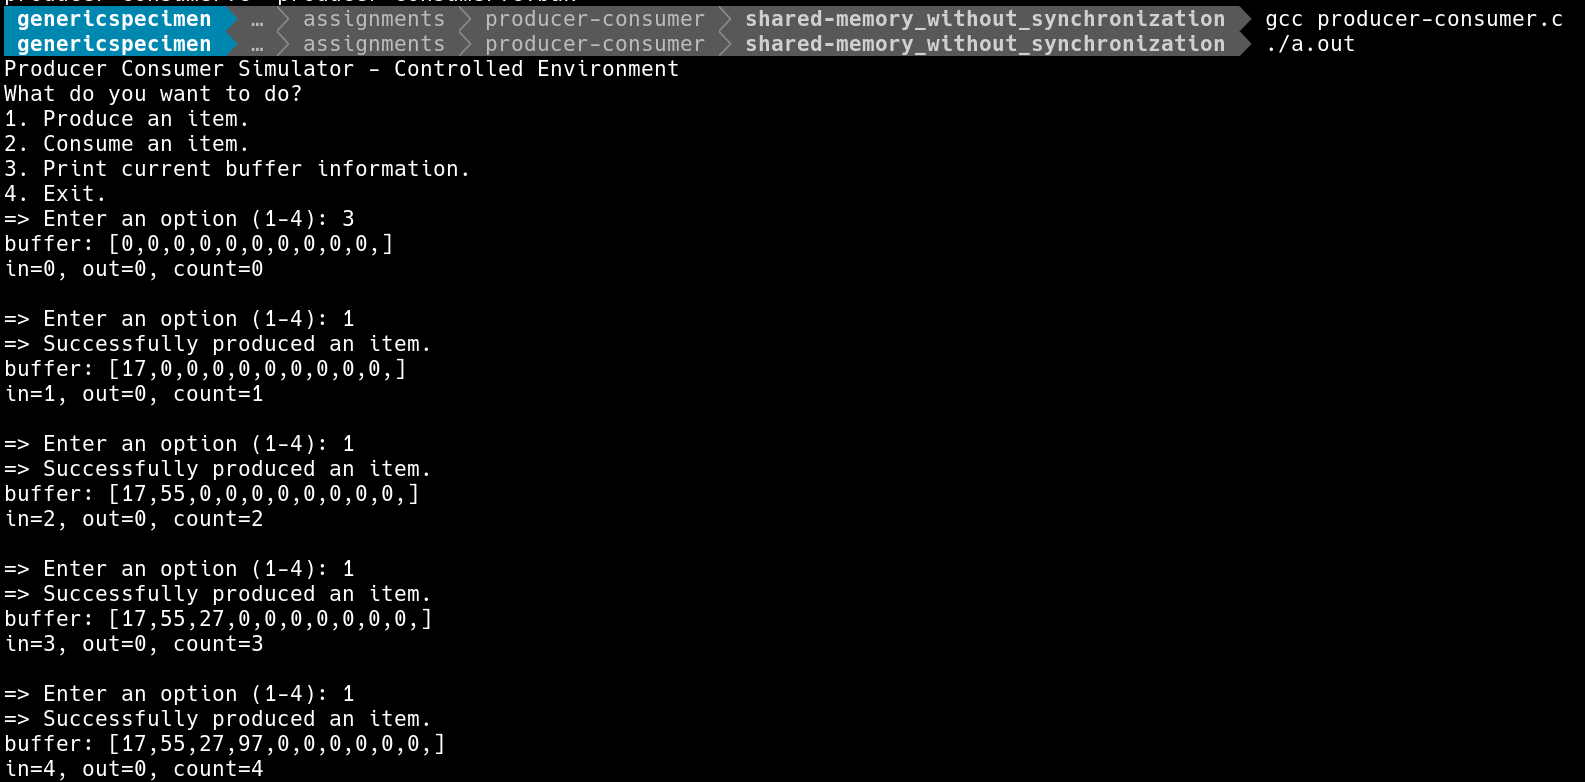 genericspecimen … assignments producer-consumer shared-memory_without_synchronization gcc producer-consumer.c
genericspecimen … assignments producer-consumer shared-memory_without_synchronization ./a.out
Producer Consumer Simulator - Controlled Environment
What do you want to do?
1. Produce an item.
2. Consume an item.
3. Print current buffer information.
4. Exit.
=> Enter an option (1-4): 3
buffer: [0,0,0,0,0,0,0,0,0,0,]
in=0, out=0, count=0

=> Enter an option (1-4): 1
=> Successfully produced an item.
buffer: [17,0,0,0,0,0,0,0,0,0,]
in=1, out=0, count=1

=> Enter an option (1-4): 1
=> Successfully produced an item.
buffer: [17,55,0,0,0,0,0,0,0,0,]
in=2, out=0, count=2

=> Enter an option (1-4): 1
=> Successfully produced an item.
buffer: [17,55,27,0,0,0,0,0,0,0,]
in=3, out=0, count=3

=> Enter an option (1-4): 1
=> Successfully produced an item.
buffer: [17,55,27,97,0,0,0,0,0,0,]
in=4, out=0, count=4